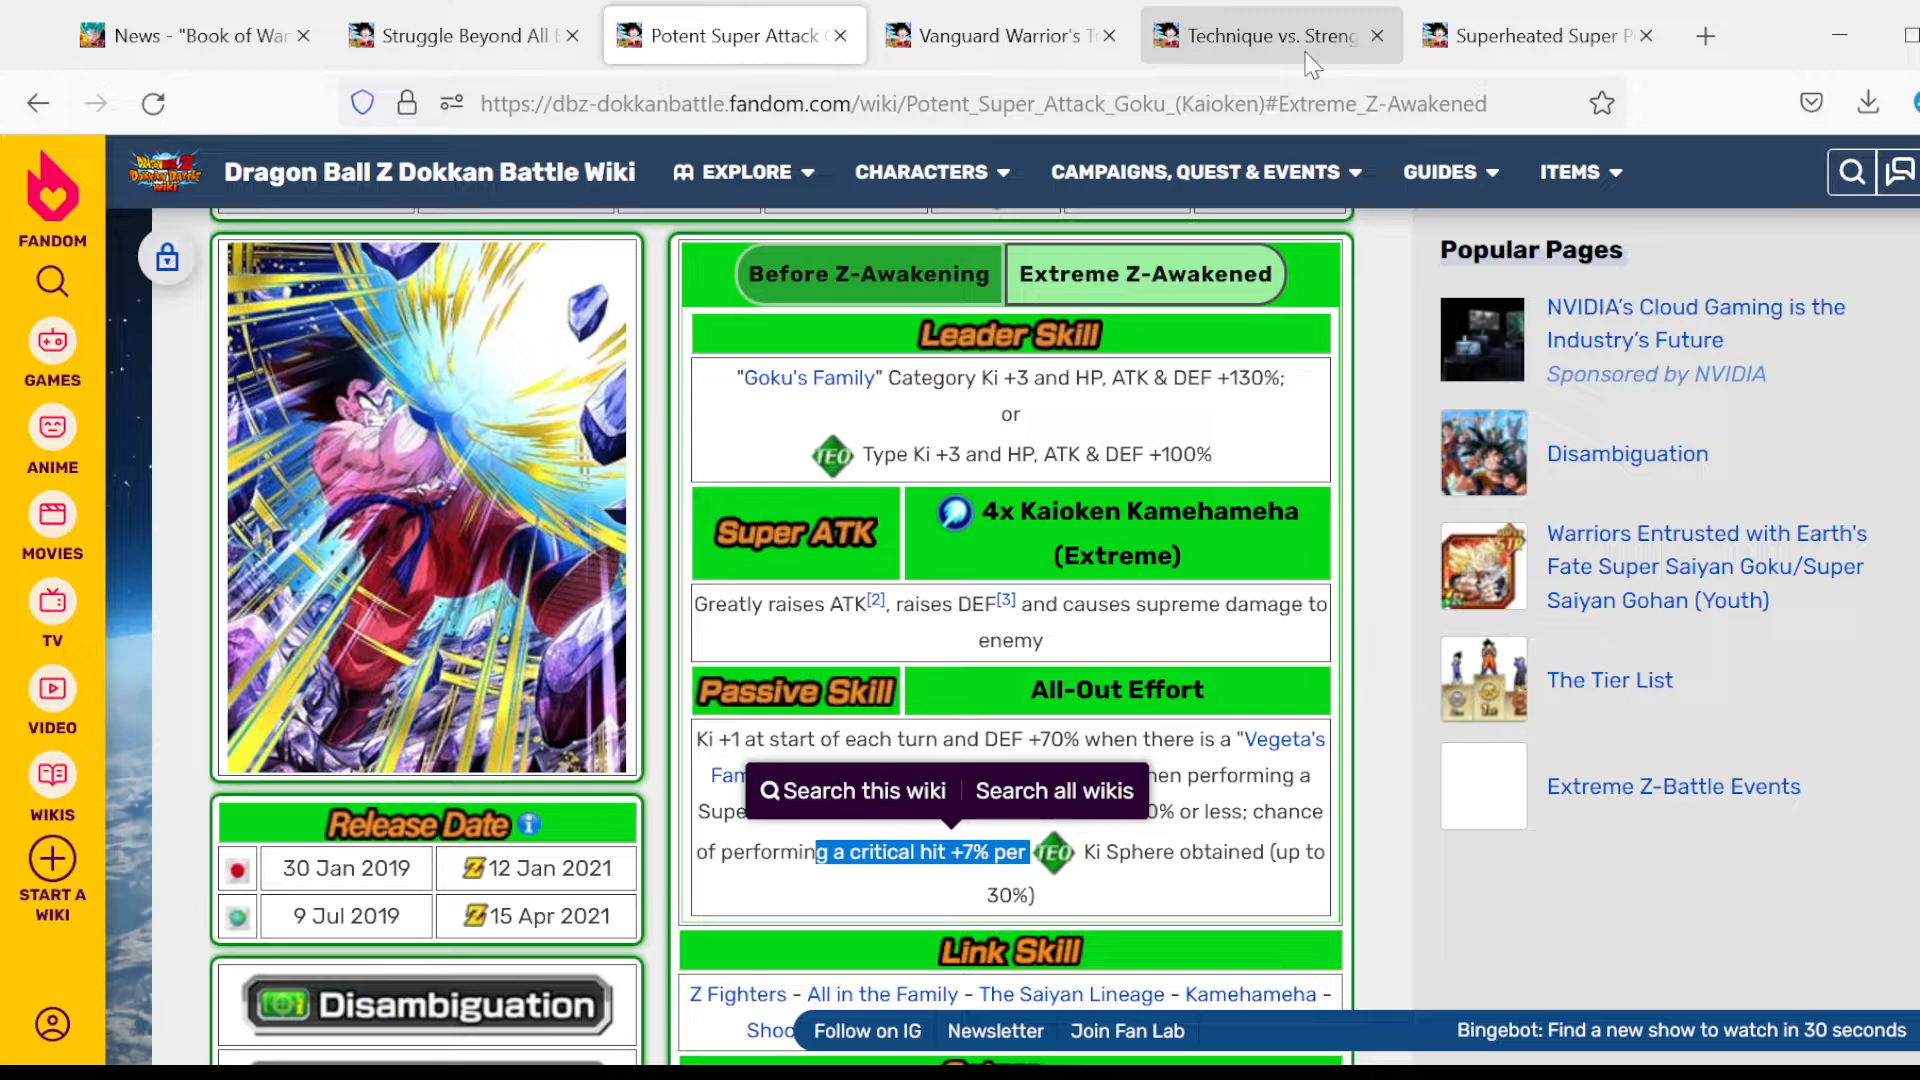 News - "Book of War
Struggle Beyond All
Potent Super Attack
Vanguard Warrior's
Technique vs. Streng
Superheated Super
https://dbz-dokkanbattle.fandom.com/wiki/Potent_Super_Attack_Goku_(Kaioken)#Extreme_Z-Awakened
Dragon Ball Z Dokkan Battle Wiki
EXPLORE
CHARACTERS
CAMPAIGNS, QUEST & EVENTS
GUIDES
ITEMS
FANDOM
GAMES
ANIME
MOVIES
TV
VIDEO
WIKIS
START A
WIKI
Before Z-Awakening
Extreme Z-Awakened
Leader Skill
"Goku's Family" Category Ki +3 and HP, ATK & DEF +130%;
or
TEQ Type Ki +3 and HP, ATK & DEF +100%
Super ATK
4x Kaioken Kamehameha
(Extreme)
Greatly raises ATK[2], raises DEF[3] and causes supreme damage to
enemy
Passive Skill
All-Out Effort
Ki +1 at start of each turn and DEF +70% when there is a "Vegeta's
Fam
Search this wiki
Search all wikis
hen performing a
Supe
0% or less; chance
of performing a critical hit +7% per TEQ Ki Sphere obtained (up to
30%)
Release Date
30 Jan 2019
Z 12 Jan 2021
9 Jul 2019
Z 15 Apr 2021
Disambiguation
Link Skill
Z Fighters - All in the Family - The Saiyan Lineage - Kamehameha -
Shoo
Follow on IG
Newsletter
Join Fan Lab
Bingebot: Find a new show to watch in 30 seconds
Popular Pages
NVIDIA's Cloud Gaming is the
Industry's Future
Sponsored by NVIDIA
Disambiguation
Warriors Entrusted with Earth's
Fate Super Saiyan Goku/Super
Saiyan Gohan (Youth)
The Tier List
Extreme Z-Battle Events